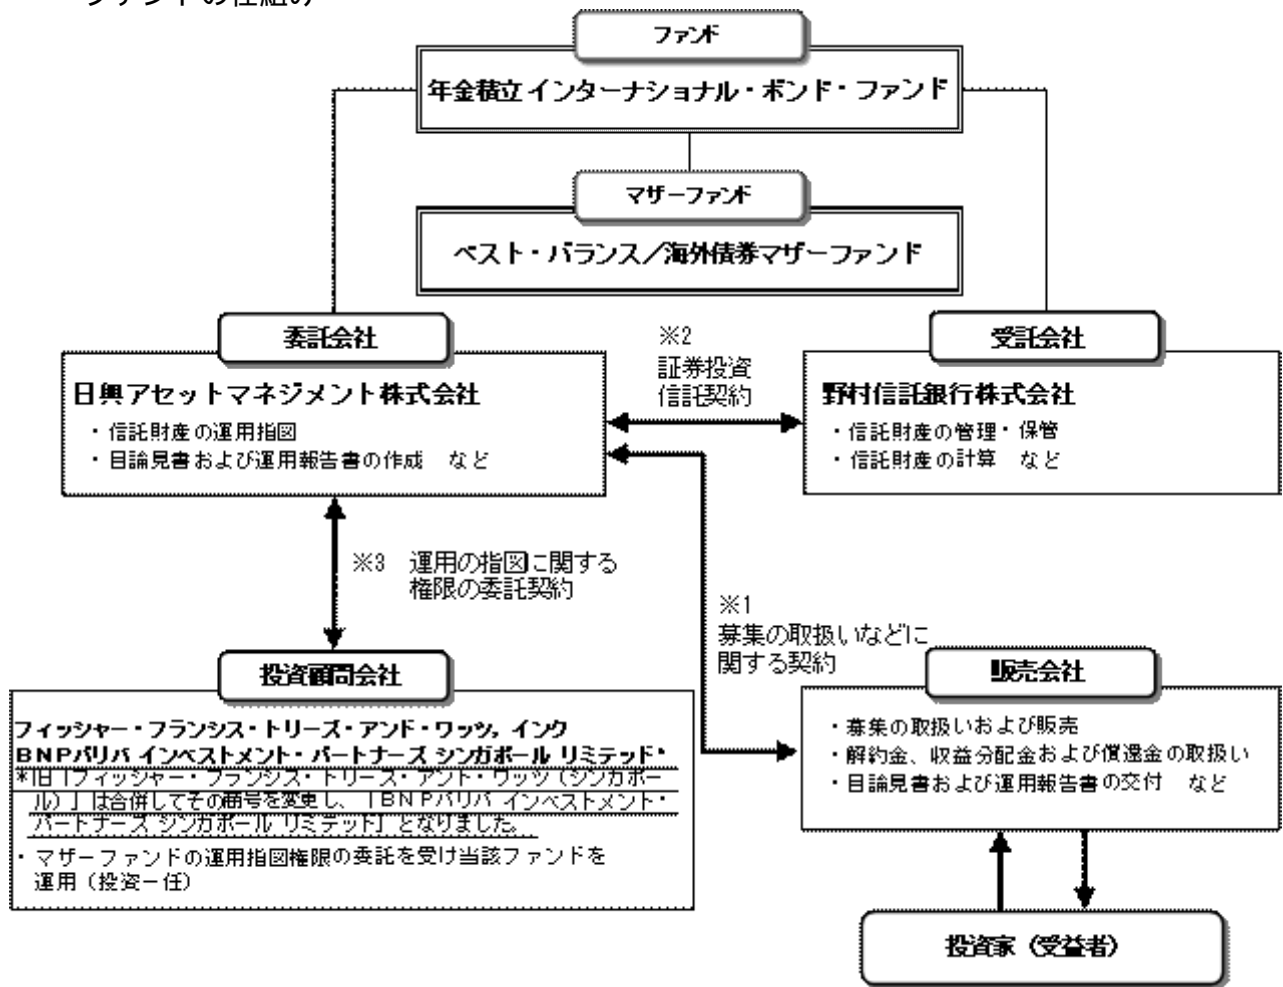 ファンドの仕組み
ファンド
年金積立 インターナショナル・ボンド・ファンド
マザーファンド
ベスト・バランス／海外債券マザーファンド
委託会社
日興アセットマネジメント株式会社
・信託財産の運用指図
・目論見書および運用報告書の作成　など
※2
証券投資
信託契約
受託会社
野村信託銀行株式会社
・信託財産の管理・保管
・信託財産の計算　など
※3　運用の指図に関する
権限の委託契約
※1
募集の取扱いなどに
関する契約
投資顧問会社
フィッシャー・フランシス・トリーズ・アンド・ワッツ, インク
BNPパリバ インベストメント・パートナーズ シンガポール リミテッド*
*旧「フィッシャー・フランシス・トリーズ・アンド・ワッツ（シンガポー
ル）」は合併してその商号を変更し、「BNPパリバ インベストメント・
パートナーズ シンガポール リミテッド」となりました。
・マザーファンドの運用指図権限の委託を受け当該ファンドを
運用（投資一任）
販売会社
・募集の取扱いおよび販売
・解約金、収益分配金および償還金の取扱い
・目論見書および運用報告書の交付　など
投資家（受益者）